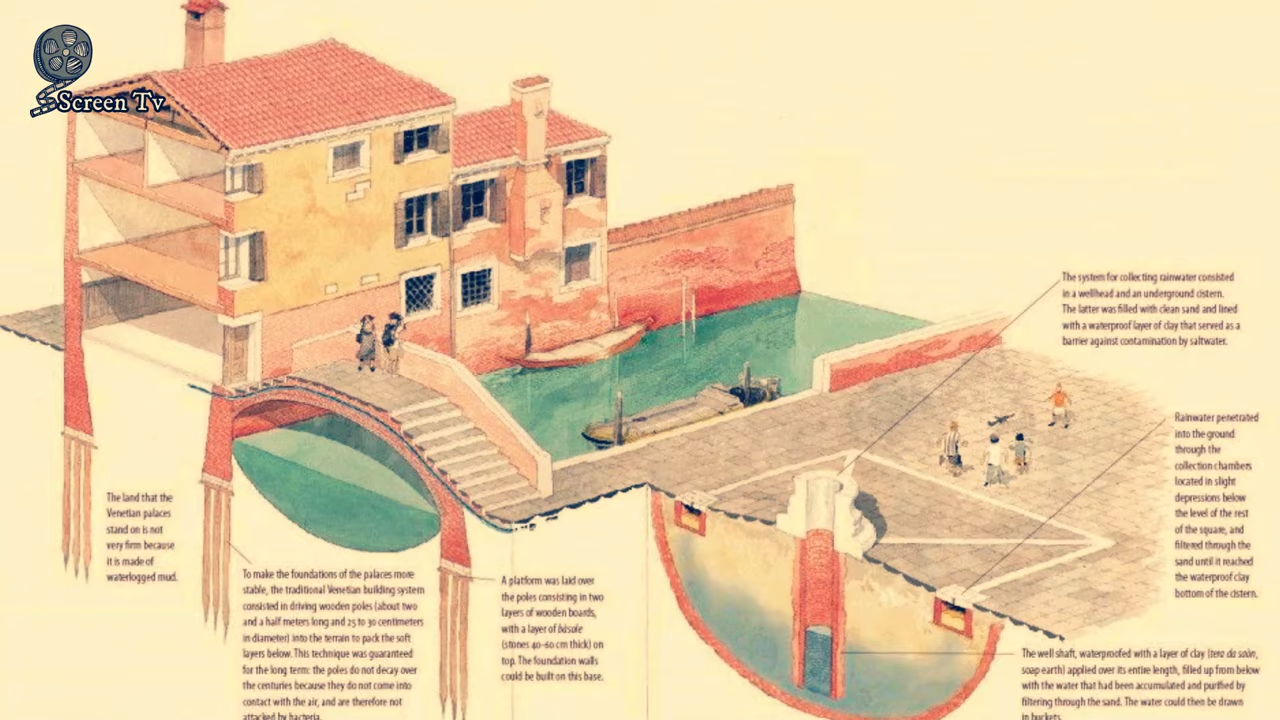 Screen Tv
The system for collecting rainwater consisted
in a wellhead and an underground cistern.
The latter was filled with clean sand and lined
with a waterproof layer of clay that served as a
barrier against contamination by saltwater.
Rainwater penetrated
into the ground
through the
collection chambers
located in slight
depressions below
the level of the rest
of the square, and
filtered through the
sand until it reached
the waterproof clay
bottom of the cistern.
The land that the
Venetian palaces
stand on is not
very firm because
it is made of
waterlogged mud.
To make the foundations of the palaces more
stable, the traditional Venetian building system
consisted in driving wooden poles (about two
and a half meters long and 25 to 30 centimeters
in diameter) into the terrain to pack the soft
layers below. This technique was guaranteed
for the long term: the poles do not decay over
the centuries because they do not come into
contact with the air, and are therefore not
attacked by bacteria.
A platform was laid over
the poles consisting in two
layers of wooden boards,
with a layer of bàsole
(stones 40-60 cm thick) on
top. The foundation walls
could be built on this base.
The well shaft, waterproofed with a layer of clay (tera da saòn,
soap earth) applied over its entire length, filled up from below
with the water that had been accumulated and purified by
filtering through the sand. The water could then be drawn
in buckets.